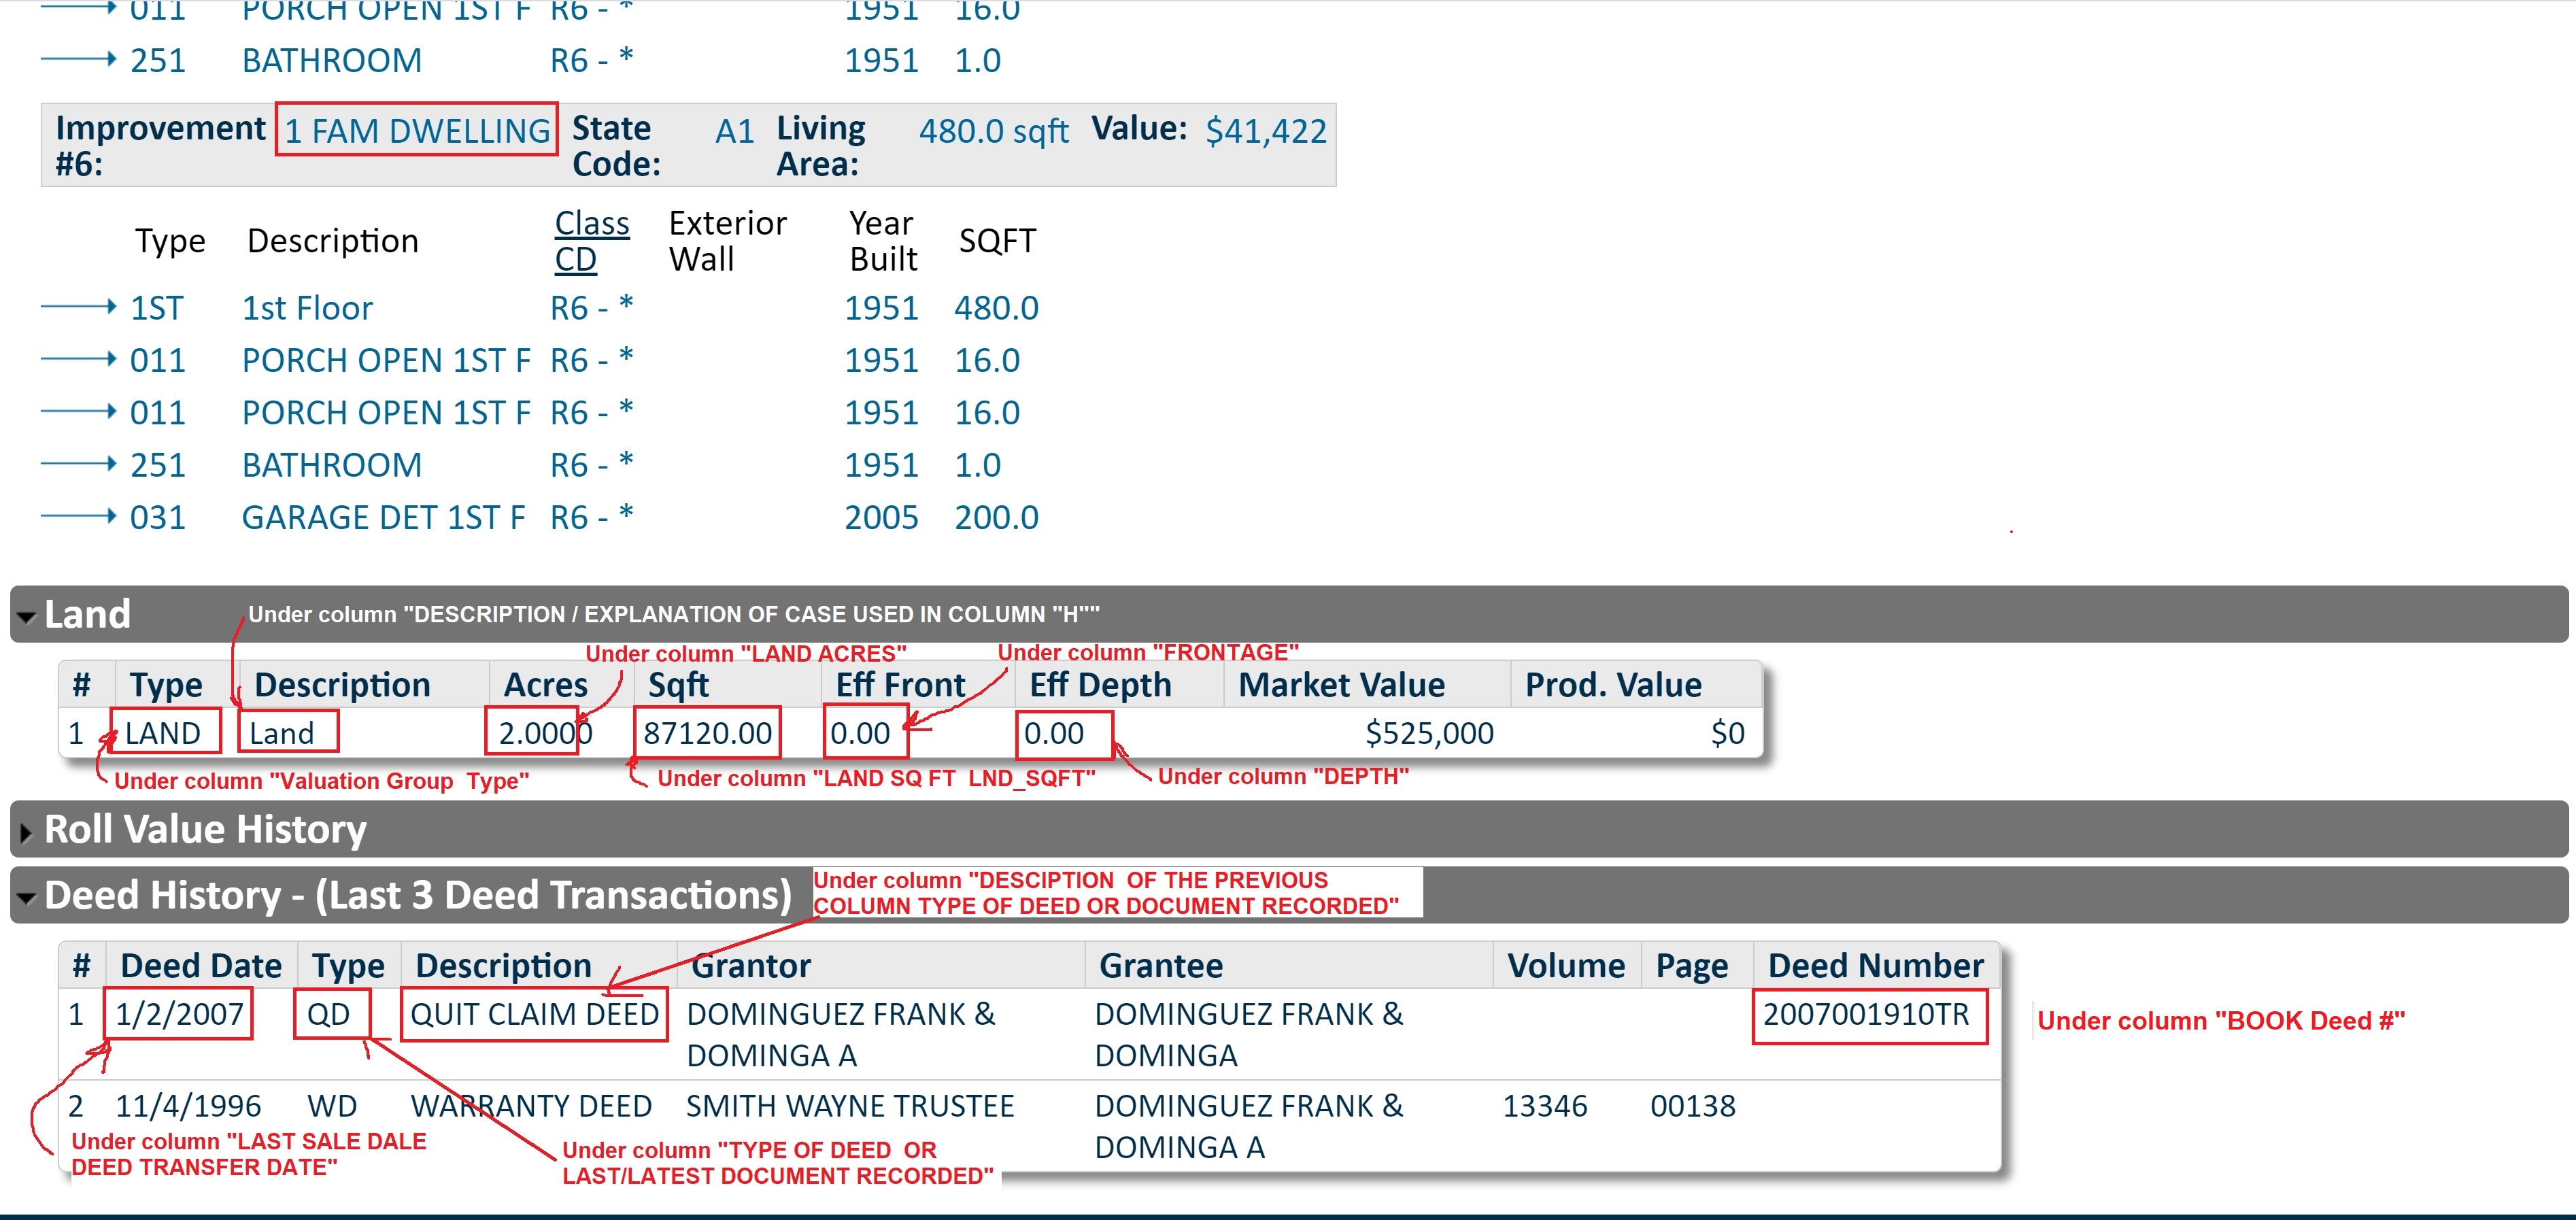 011 PORCH OPEN 1ST F R6 - * 1951 16.0
251 BATHROOM R6 - * 1951 1.0
Improvement #6: 1 FAM DWELLING State Code: A1 Living Area: 480.0 sqft Value: $41,422
Type Description Class CD Exterior Wall Year Built SQFT
1ST 1st Floor R6 - * 1951 480.0
011 PORCH OPEN 1ST F R6 - * 1951 16.0
011 PORCH OPEN 1ST F R6 - * 1951 16.0
251 BATHROOM R6 - * 1951 1.0
031 GARAGE DET 1ST F R6 - * 2005 200.0
Land Under column "DESCRIPTION / EXPLANATION OF CASE USED IN COLUMN "H""
Under column "LAND ACRES" Under column "FRONTAGE"
# Type Description Acres Sqft Eff Front Eff Depth Market Value Prod. Value
1 LAND Land 2.0000 87120.00 0.00 0.00 $525,000 $0
Under column "Valuation Group  Type" Under column "LAND SQ FT  LND_SQFT" Under column "DEPTH"
Roll Value History
Deed History - (Last 3 Deed Transactions)
Under column "DESCIPTION  OF THE PREVIOUS
COLUMN TYPE OF DEED OR DOCUMENT RECORDED"
# Deed Date Type Description Grantor Grantee Volume Page Deed Number
1 1/2/2007 QD QUIT CLAIM DEED DOMINGUEZ FRANK & DOMINGUEZ FRANK & 2007001910TR
DOMINGA A DOMINGA
Under column "BOOK Deed #"
2 11/4/1996 WD WARRANTY DEED SMITH WAYNE TRUSTEE DOMINGUEZ FRANK & 13346 00138
DOMINGA A
Under column "LAST SALE DALE
DEED TRANSFER DATE"
Under column "TYPE OF DEED  OR
LAST/LATEST DOCUMENT RECORDED"